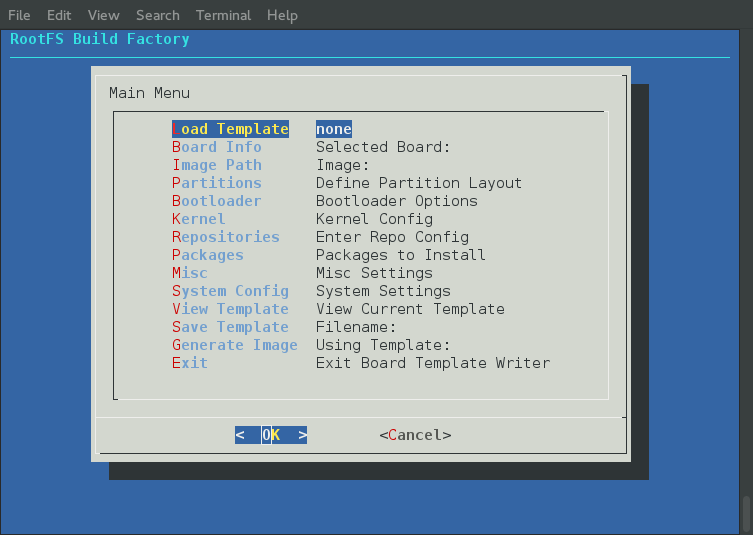 File Edit View Search Terminal Help
RootFS Build Factory
Main Menu
Load Template none
Board Info Selected Board:
Image Path Image:
Partitions Define Partition Layout
Bootloader Bootloader Options
Kernel Kernel Config
Repositories Enter Repo Config
Packages Packages to Install
Misc Misc Settings
System Config System Settings
View Template View Current Template
Save Template Filename:
Generate Image Using Template:
Exit Exit Board Template Writer
< OK > <Cancel>